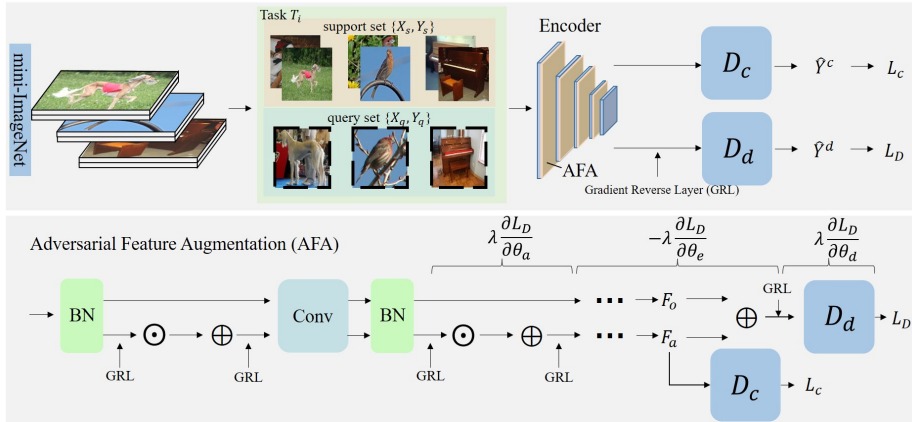 mini-ImageNet
Task T_i
support set {X_s, Y_s}
query set {X_q, Y_q}
Encoder
AFA
D_c
Ŷ^c
L_c
D_d
Ŷ^d
L_D
Gradient Reverse Layer (GRL)
Adversarial Feature Augmentation (AFA)
λ ∂L_D/∂θ_a
−λ ∂L_D/∂θ_e
λ ∂L_D/∂θ_d
BN
GRL
⊙
⊕
GRL
Conv
BN
GRL
⊙
⊕
GRL
⋯
F_o
⋯
F_a
⊕
GRL
D_d
L_D
D_c
L_c